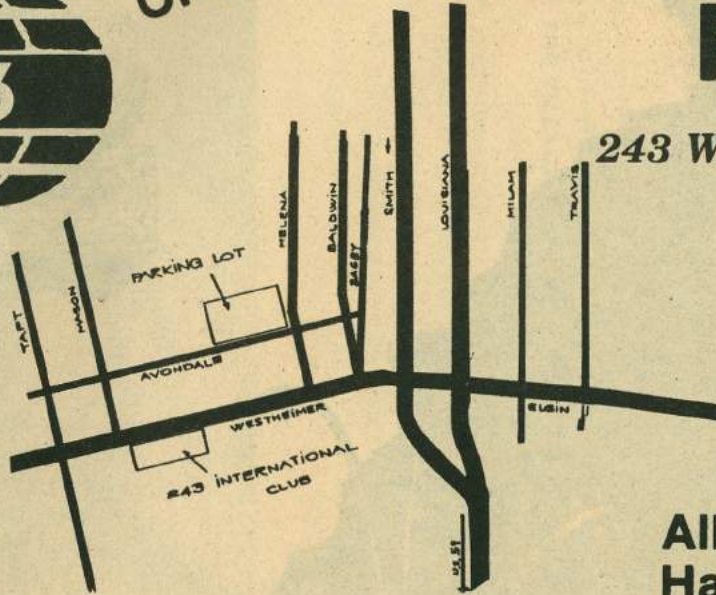 243 W
HELENA
BALDWIN
BAGBY
SMITH
LOUISIANA
MILAM
TRAVIS
PARKING LOT
TAFT
MASON
AVONDALE
WESTHEIMER
ELGIN
243 INTERNATIONAL
CLUB
US 59
All
Ha